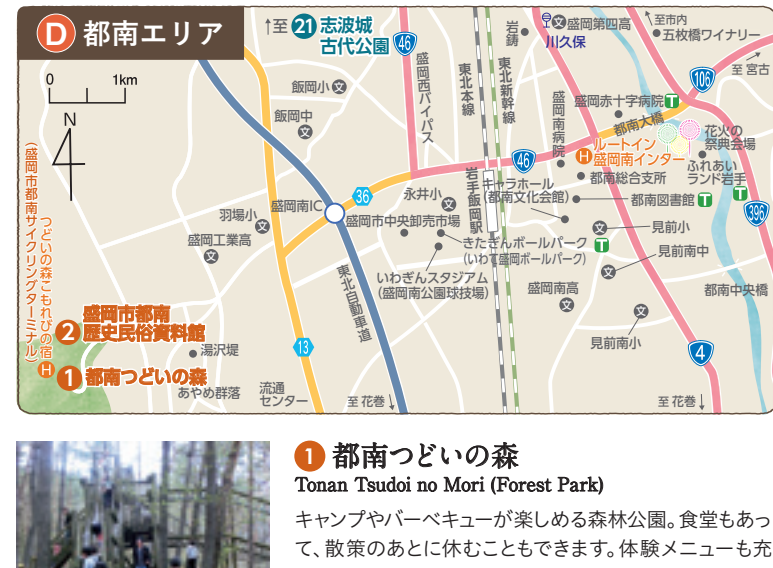 D 都南エリア
↑至 21 志波城
古代公園
46
盛岡西バイパス
東北本線
東北新幹線
岩鋳
文 盛岡第四高
川久保
至市内
五枚橋ワイナリー
106
至 宮古
0 1km
N
飯岡小 文
飯岡中
文
盛岡赤十字病院 T
都南大橋
花火の
祭典会場
盛岡南病院
H ルートイン
盛岡南インター
46
ふれあい
ランド岩手
T
都南総合支所
キャラホール
(都南文化会館)
都南図書館 T
岩手飯岡駅
36
永井小
文
396
盛岡南IC
盛岡市中央卸売市場
羽場小
文
盛岡工業高
文
きたぎんボールパーク
(いわて盛岡ボールパーク)
T
文
見前小
見前南中
文
いわぎんスタジアム
(盛岡南公園球技場)
盛岡南高
文
都南中央橋
東北自動車道
文
見前南小
4
つどいの森こもれびの宿 H
(盛岡市都南サイクリングターミナル)
2 盛岡市都南
歴史民俗資料館
湯沢堤
1 都南つどいの森
あやめ群落
13
流通
センター
至 花巻↓
至 花巻↓
1 都南つどいの森
Tonan Tsudoi no Mori (Forest Park)
キャンプやバーベキューが楽しめる森林公園。食堂もあっ
て、散策のあとに休むこともできます。体験メニューも充